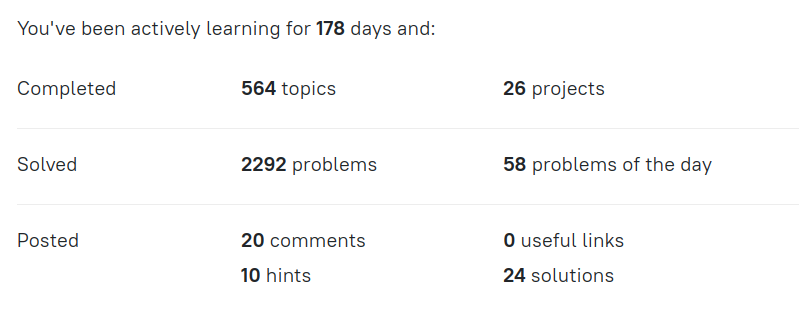 You've been actively learning for 178 days and:
Completed 564 topics 26 projects
Solved 2292 problems 58 problems of the day
Posted 20 comments 0 useful links
10 hints 24 solutions